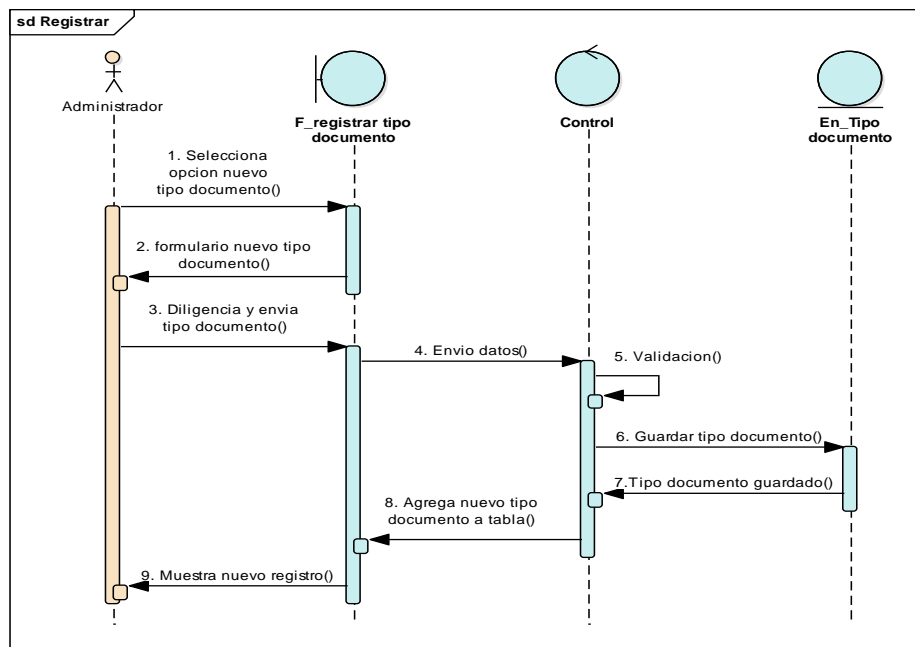 sd Registrar
Administrador
F_registrar tipo
documento
Control
En_Tipo
documento
1. Selecciona
opcion nuevo
tipo documento()
2. formulario nuevo tipo
documento()
3. Diligencia y envia
tipo documento()
4. Envio datos()
5. Validacion()
6. Guardar tipo documento()
7.Tipo documento guardado()
8. Agrega nuevo tipo
documento a tabla()
9. Muestra nuevo registro()